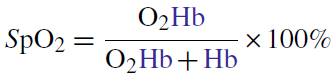 SpO₂ = O₂Hb / (O₂Hb + Hb) × 100%